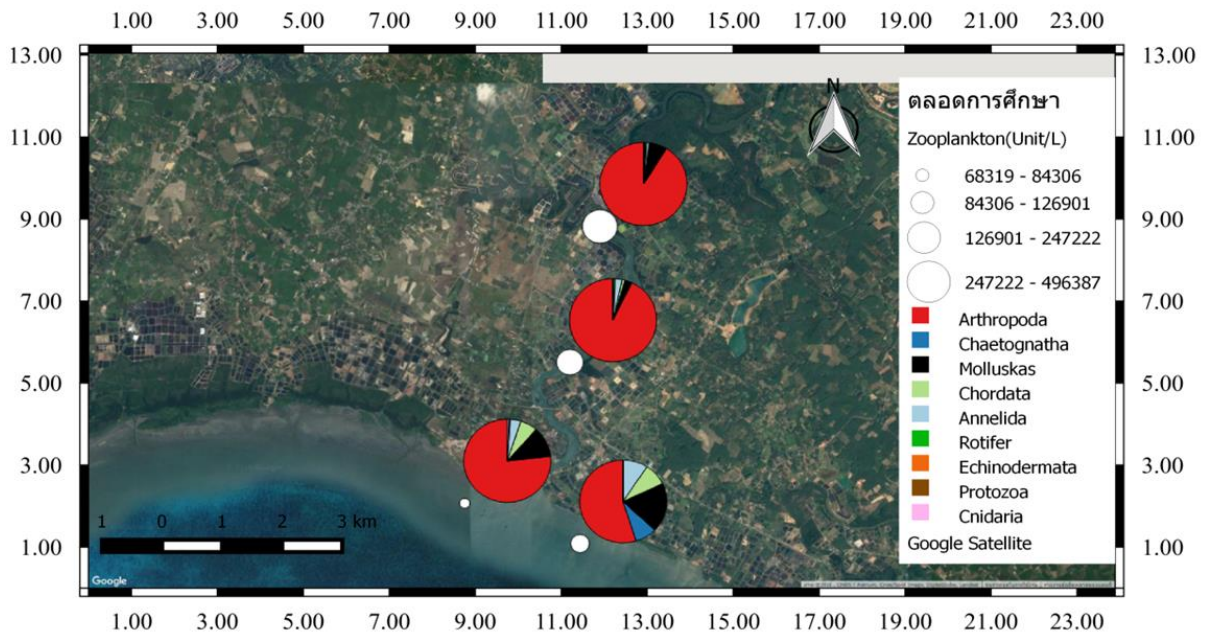 1.00 3.00 5.00 7.00 9.00 11.00 13.00 15.00 17.00 19.00 21.00 23.00
13.00 13.00
11.00 11.00
9.00 9.00
7.00 7.00
5.00 5.00
3.00 3.00
1.00 1.00
N
ตลอดการศึกษา
Zooplankton(Unit/L)
68319 - 84306
84306 - 126901
126901 - 247222
247222 - 496387
Arthropoda
Chaetognatha
Molluskas
Chordata
Annelida
Rotifer
Echinodermata
Protozoa
Cnidaria
Google Satellite
1 0 1 2 3 km
Google
1.00 3.00 5.00 7.00 9.00 11.00 13.00 15.00 17.00 19.00 21.00 23.00